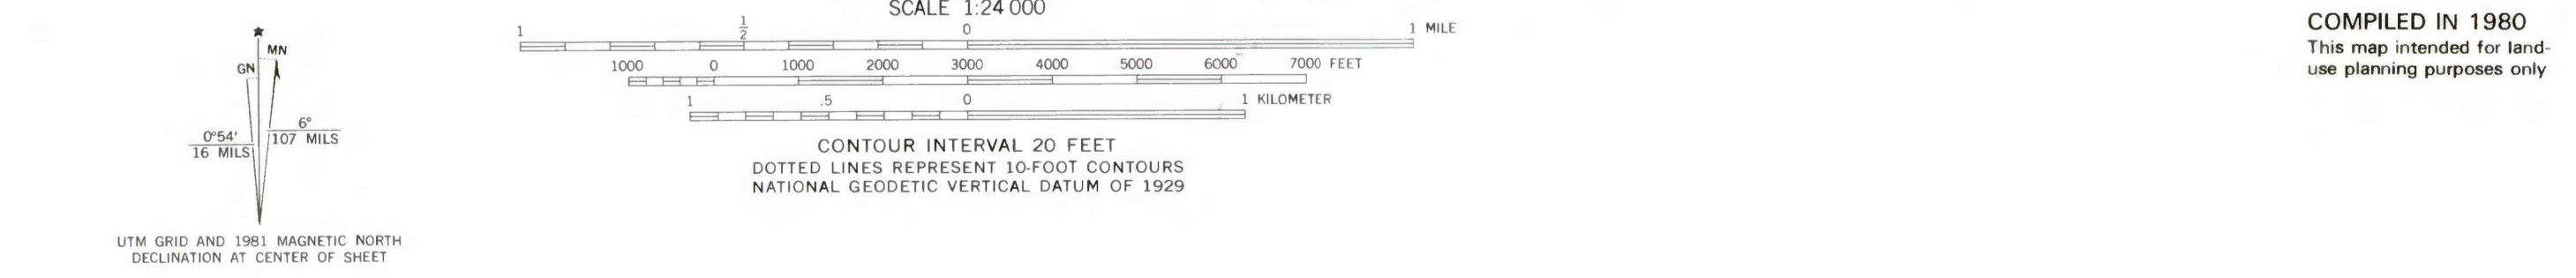 SCALE 1:24 000
1 1/2 0 1 MILE
1000 0 1000 2000 3000 4000 5000 6000 7000 FEET
1 .5 0 1 KILOMETER
CONTOUR INTERVAL 20 FEET
DOTTED LINES REPRESENT 10-FOOT CONTOURS
NATIONAL GEODETIC VERTICAL DATUM OF 1929
MN
GN
0°54'
16 MILS
6°
107 MILS
UTM GRID AND 1981 MAGNETIC NORTH
DECLINATION AT CENTER OF SHEET
COMPILED IN 1980
This map intended for land-
use planning purposes only